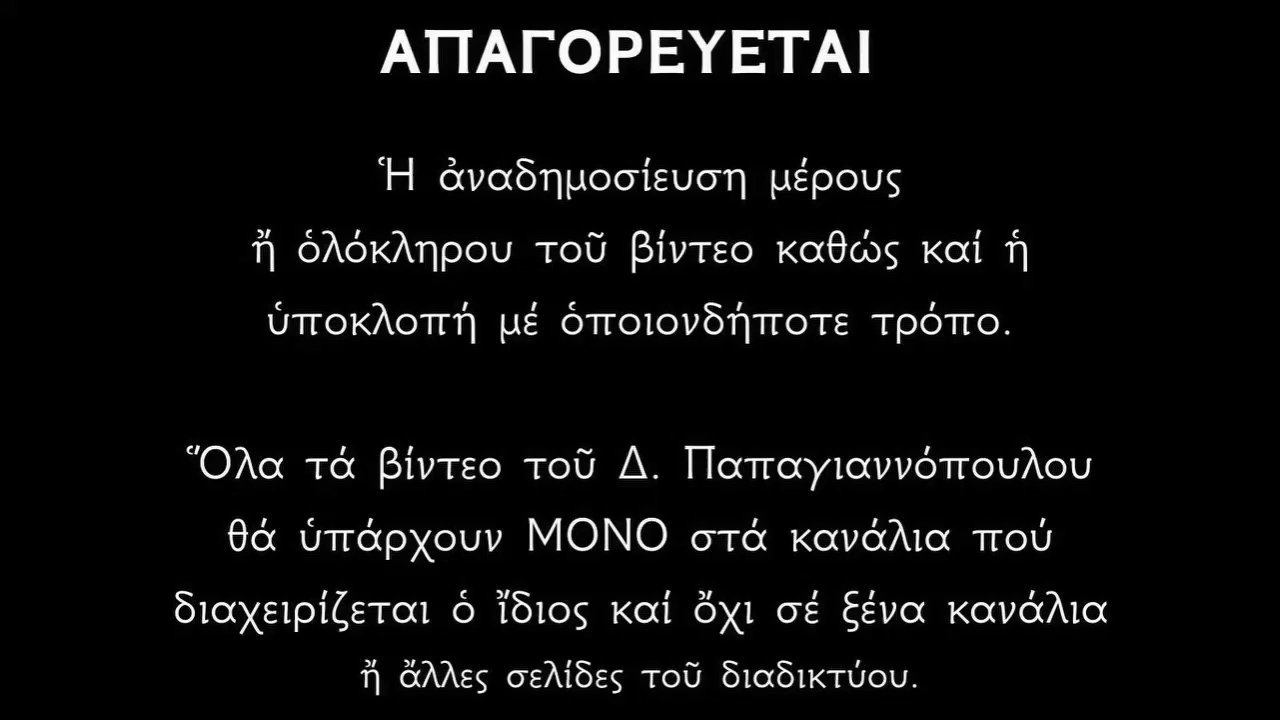 ΑΠΑΓΟΡΕΥΕΤΑΙ
Ἡ ἀναδημοσίευση μέρους
ἤ ὁλόκληρου τοῦ βίντεο καθώς καί ἡ
ὑποκλοπή μέ ὁποιονδήποτε τρόπο.
Ὅλα τά βίντεο τοῦ Δ. Παπαγιαννόπουλου
θά ὑπάρχουν ΜΟΝΟ στά κανάλια πού
διαχειρίζεται ὁ ἴδιος καί ὄχι σέ ξένα κανάλια
ἤ ἄλλες σελίδες τοῦ διαδικτύου.